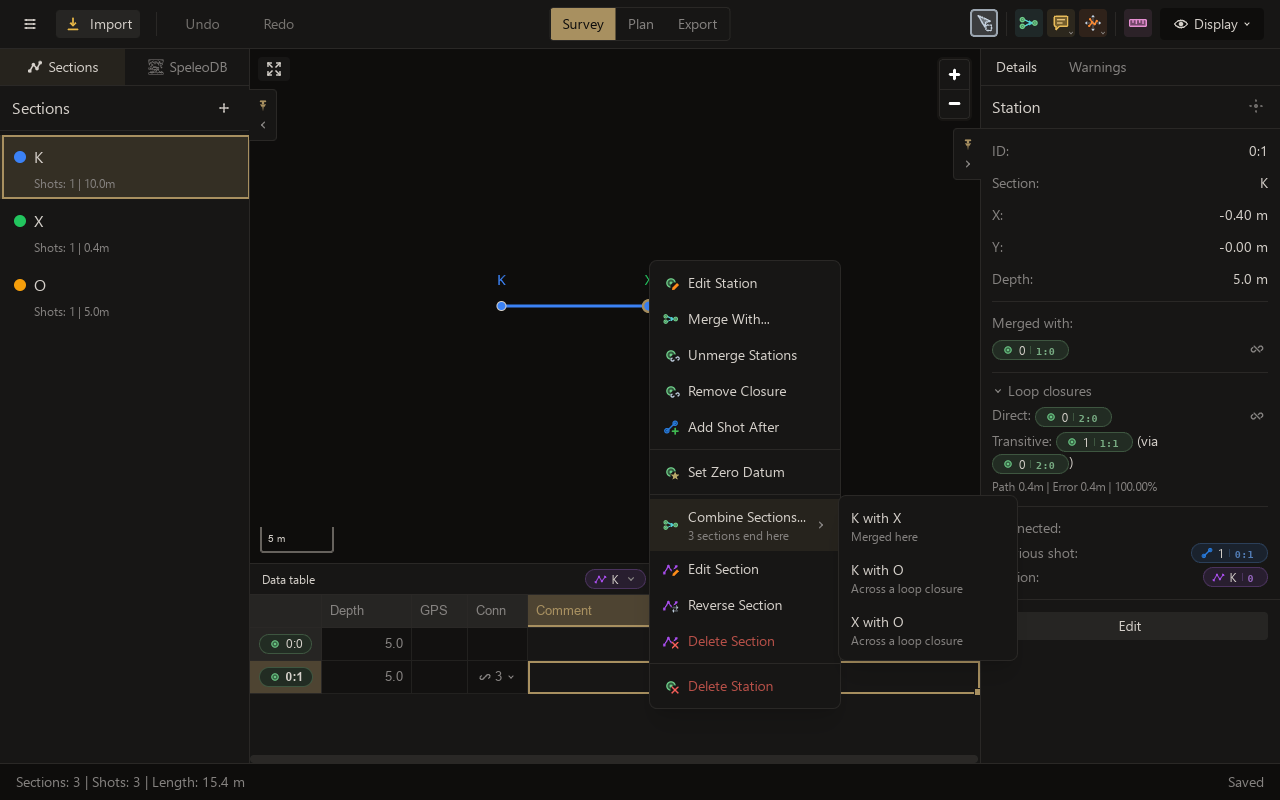 Import
Undo
Redo
Survey
Plan
Export
Display
Sections
SpeleoDB
Details
Warnings
Sections
K
Shots: 1 | 10.0m
X
Shots: 1 | 0.4m
O
Shots: 1 | 5.0m
K
5 m
Edit Station
Merge With...
Unmerge Stations
Remove Closure
Add Shot After
Set Zero Datum
Combine Sections...
3 sections end here
Edit Section
Reverse Section
Delete Section
Delete Station
K with X
Merged here
K with O
Across a loop closure
X with O
Across a loop closure
Station
ID: 0:1
Section: K
X: -0.40 m
Y: -0.00 m
Depth: 5.0 m
Merged with:
0 | 1:0
Loop closures
Direct: 0 | 2:0
Transitive: 1 | 1:1 (via
0 | 2:0)
Path 0.4m | Error 0.4m | 100.00%
1 | 0:1
K | 0
Edit
Data table
K
Depth GPS Conn Comment
0:0 5.0
0:1 5.0 3
Sections: 3 | Shots: 3 | Length: 15.4 m
Saved